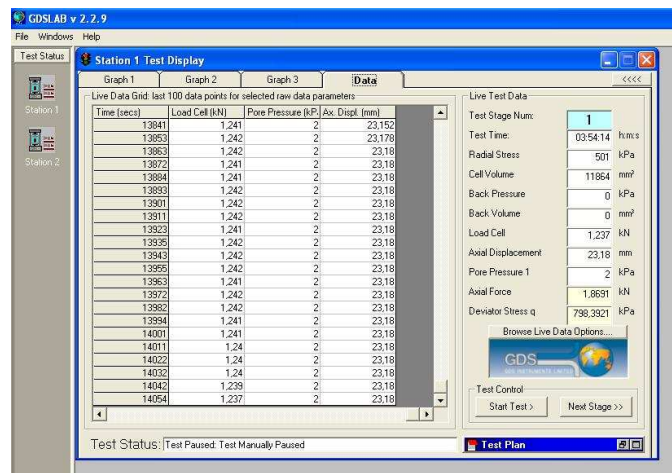 GDSLAB v 2.2.9
File Windows Help
Test Status
Station 1
Station 2
Station 1 Test Display
Graph 1 Graph 2 Graph 3 Data <<<<
Live Data Grid: last 100 data points for selected raw data parameters
Time (secs) Load Cell (kN) Pore Pressure (kP. Ax. Displ. (mm)
13841 1,241 2 23,152
13853 1,242 2 23,178
13863 1,242 2 23,18
13872 1,241 2 23,18
13884 1,241 2 23,18
13893 1,242 2 23,18
13901 1,242 2 23,18
13911 1,242 2 23,18
13923 1,241 2 23,18
13935 1,242 2 23,18
13943 1,242 2 23,18
13955 1,242 2 23,18
13963 1,241 2 23,18
13972 1,242 2 23,18
13982 1,242 2 23,18
13994 1,241 2 23,18
14001 1,241 2 23,18
14011 1,24 2 23,18
14022 1,24 2 23,18
14032 1,24 2 23,18
14042 1,239 2 23,18
14054 1,237 2 23,18
Live Test Data
Test Stage Num: 1
Test Time: 03:54:14 h:m:s
Radial Stress 501 kPa
Cell Volume 11864 mm³
Back Pressure 0 kPa
Back Volume 0 mm³
Load Cell 1,237 kN
Axial Displacement 23,18 mm
Pore Pressure 1 2 kPa
Axial Force 1,8691 kN
Deviator Stress q 798,3921 kPa
Browse Live Data Options....
GDS
GDS INSTRUMENTS LIMITED
Test Control
Start Test > Next Stage >>
Test Status: Test Paused: Test Manually Paused
Test Plan